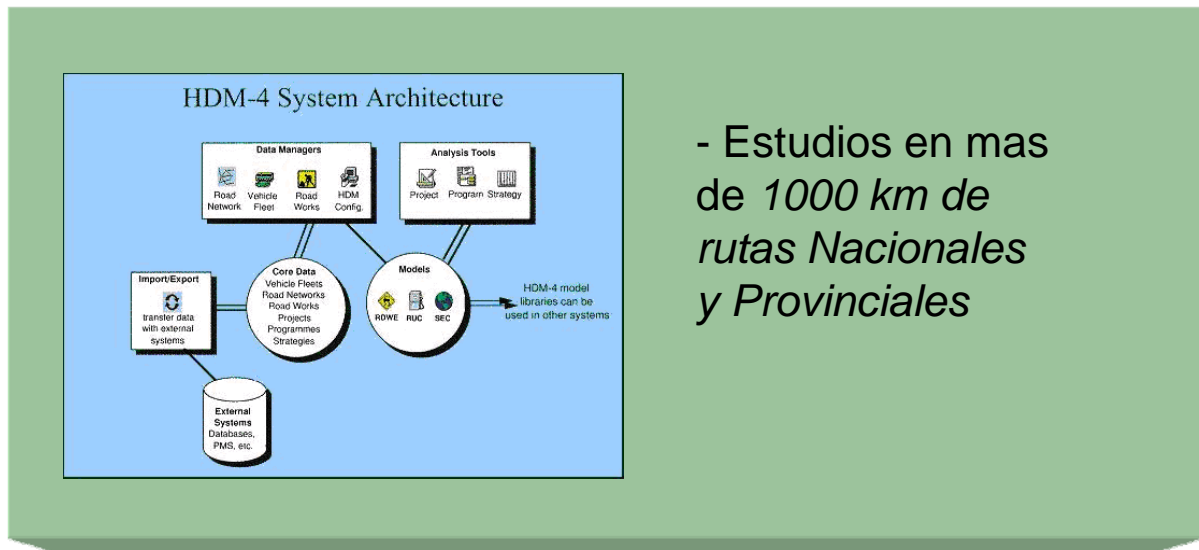 HDM-4 System Architecture
Data Managers
Road Network
Vehicle Fleet
Road Works
HDM Config.
Analysis Tools
Project
Program
Strategy
Import/Export
transfer data
with external
systems
Core Data
Vehicle Fleets
Road Networks
Road Works
Projects
Programmes
Strategies
Models
RDWE
RUC
SEC
HDM-4 model
libraries can be
used in other systems
External
Systems
Databases,
PMS, etc.
- Estudios en mas
de 1000 km de
rutas Nacionales
y Provinciales